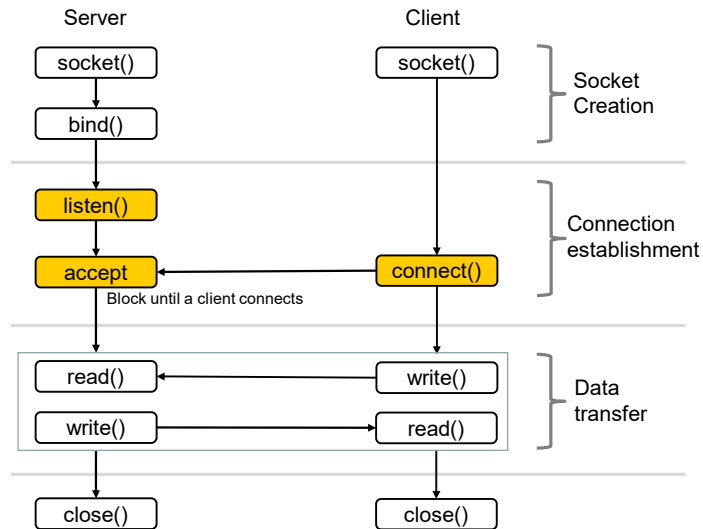 Server
Client
socket()
socket()
Socket
Creation
bind()
listen()
Connection
establishment
accept
connect()
Block until a client connects
read()
write()
Data
transfer
write()
read()
close()
close()